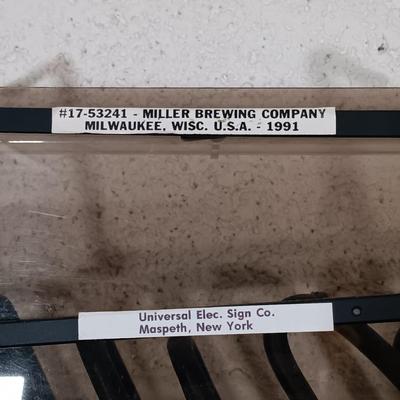 #17-53241 - MILLER BREWING COMPANY
MILWAUKEE, WISC. U.S.A. - 1991
Universal Elec. Sign Co.
Maspeth, New York